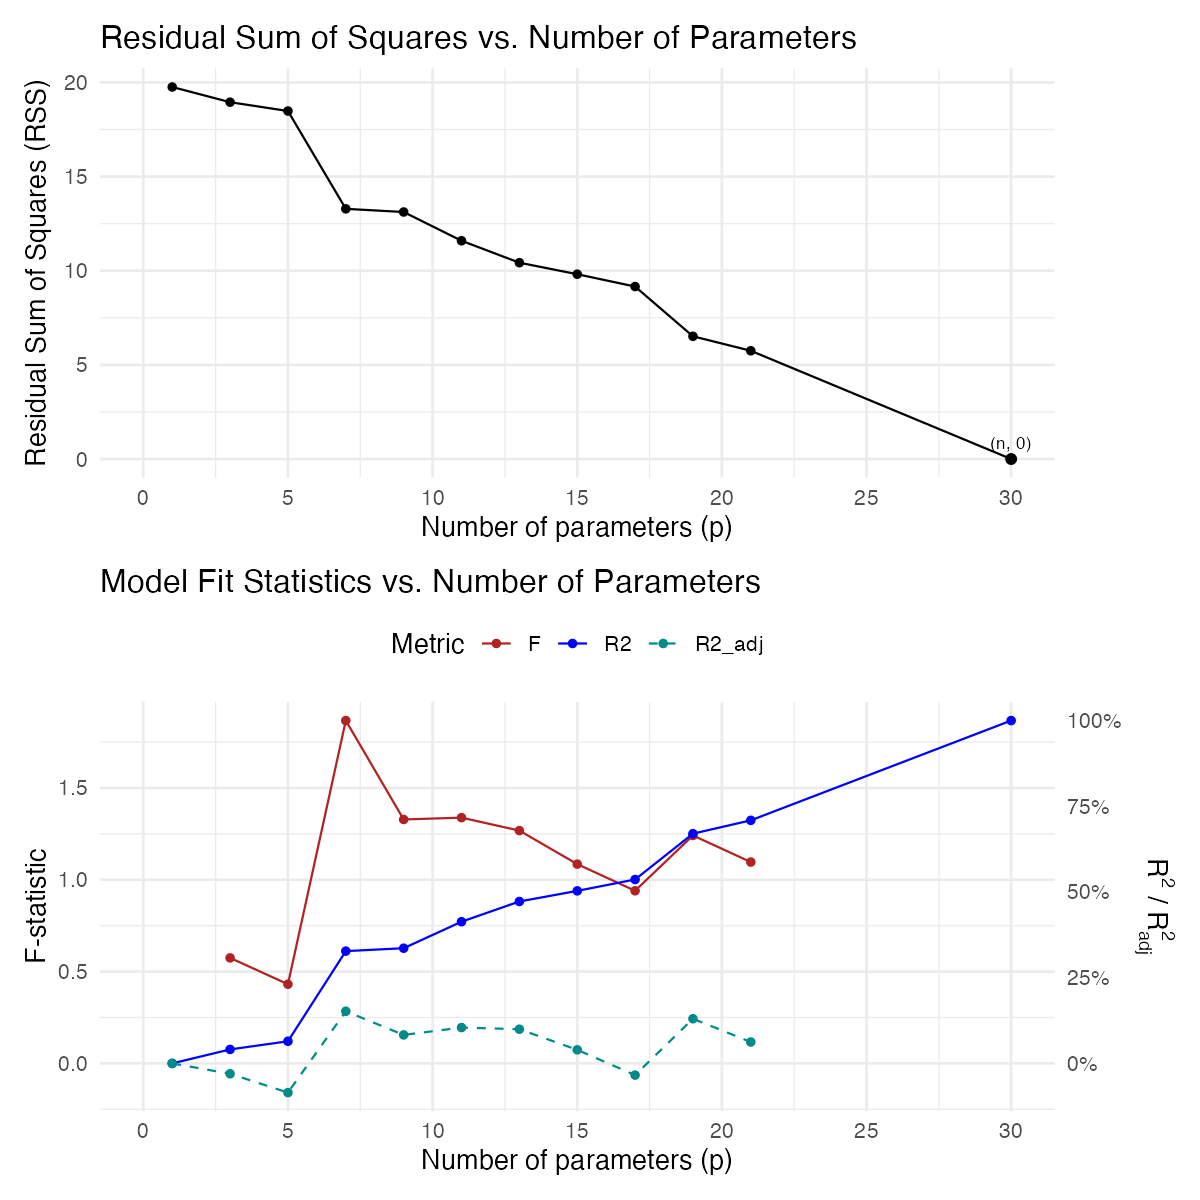 Residual Sum of Squares vs. Number of Parameters
Residual Sum of Squares (RSS)
20
15
10
5
0
(n, 0)
0 5 10 15 20 25 30
Number of parameters (p)
Model Fit Statistics vs. Number of Parameters
Metric F R2 R2_adj
F-statistic
1.5
1.0
0.5
0.0
100%
75%
50%
25%
0%
R² / R²adj
0 5 10 15 20 25 30
Number of parameters (p)